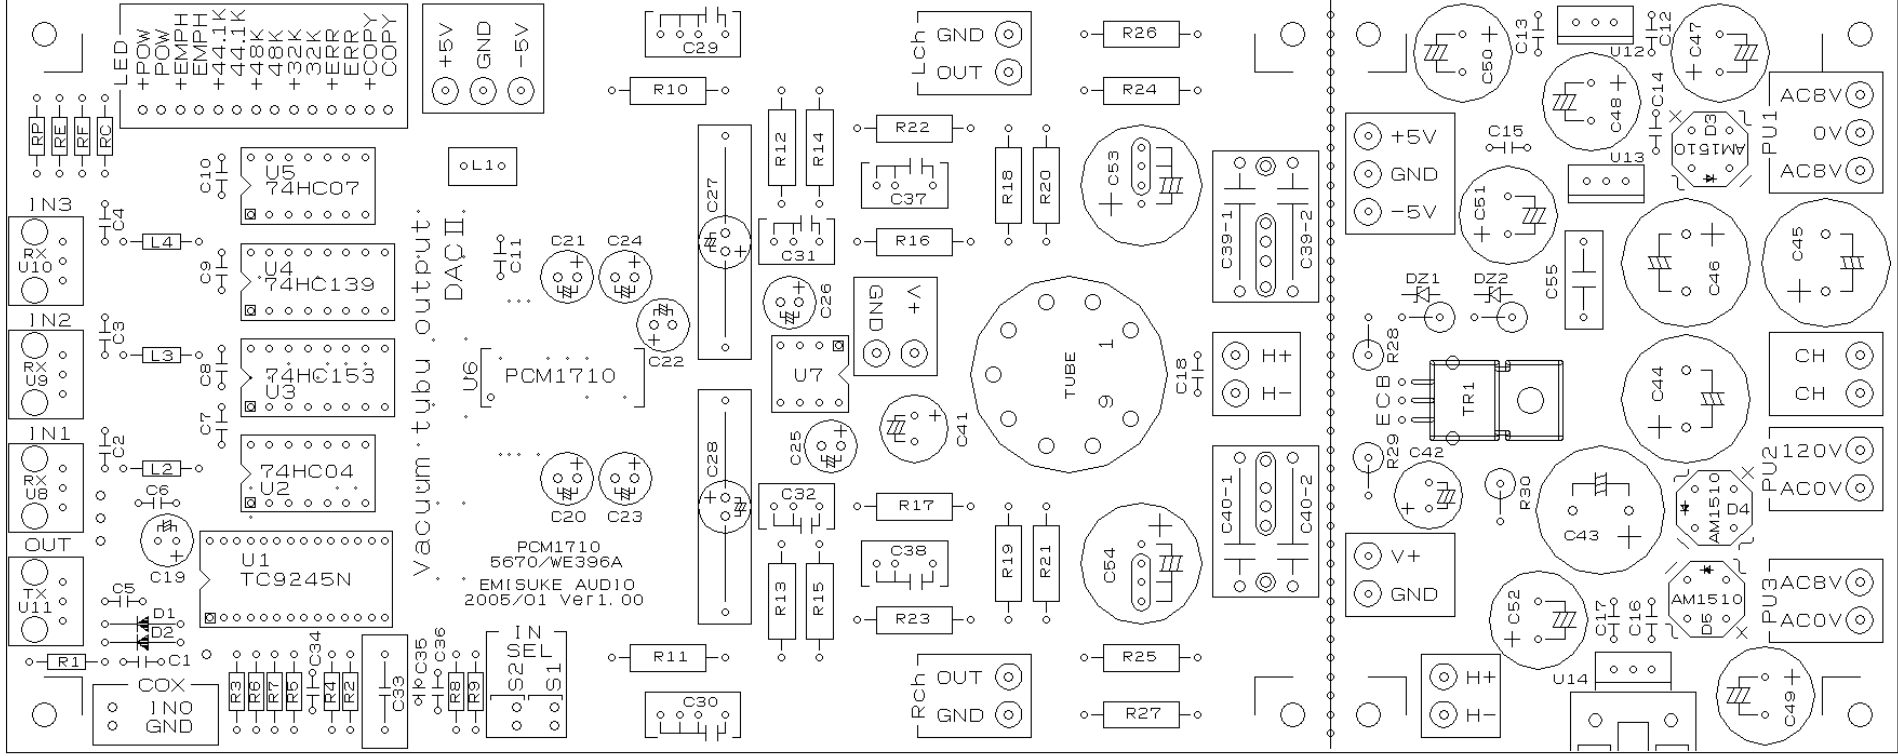 LED
+POW
POW
+EMPH
EMPH
+44.1K
44.1K
+48K
48K
+32K
32K
+ERR
ERR
+COPY
COPY
+5V
GND
-5V
C29
Lch
GND
OUT
R26
R24
R10
RP
RE
RF
RC
C10
U5
74HC07
L1
R12
R14
R22
C37
R16
C31
C27
R18
R20
C53
C39-1
C39-2
IN3
RX
U10
C4
L4
C9
U4
74HC139
Vacuum tubu output
DAC II
C11
C21
C24
C22
C26
GND
V+
IN2
RX
U9
C3
L3
C8
74HC153
U3
U6
PCM1710
U7
TUBE
1
9
C18
H+
H-
C7
IN1
RX
U8
C2
L2
74HC04
U2
C6
C19
C20
C23
C25
C41
C28
C32
R17
C38
R23
R13
R15
R19
R21
C54
C40-1
C40-2
OUT
TX
U11
C5
D1
D2
U1
TC9245N
PCM1710
5670/WE396A
EMISUKE AUDIO
2005/01 Ver1.00
R1
C1
COX
INO
GND
R3
R6
R7
R5
C34
R4
R2
C33
C35
C36
R8
R9
IN
SEL
S2
S1
R11
C30
Rch
OUT
GND
R25
R27
C50
C13
U12
C12
C47
C48
C14
C15
U13
D3
AM1510
PU1
AC8V
0V
AC8V
+5V
GND
-5V
C51
C55
C46
C45
DZ1
DZ2
R28
ECB
TR1
C44
CH
CH
R29
C42
R30
C43
AM1510
D4
PU2
120V
AC0V
V+
GND
C52
C17
C16
AM1510
D5
PU3
AC8V
AC0V
H+
H-
U14
C49